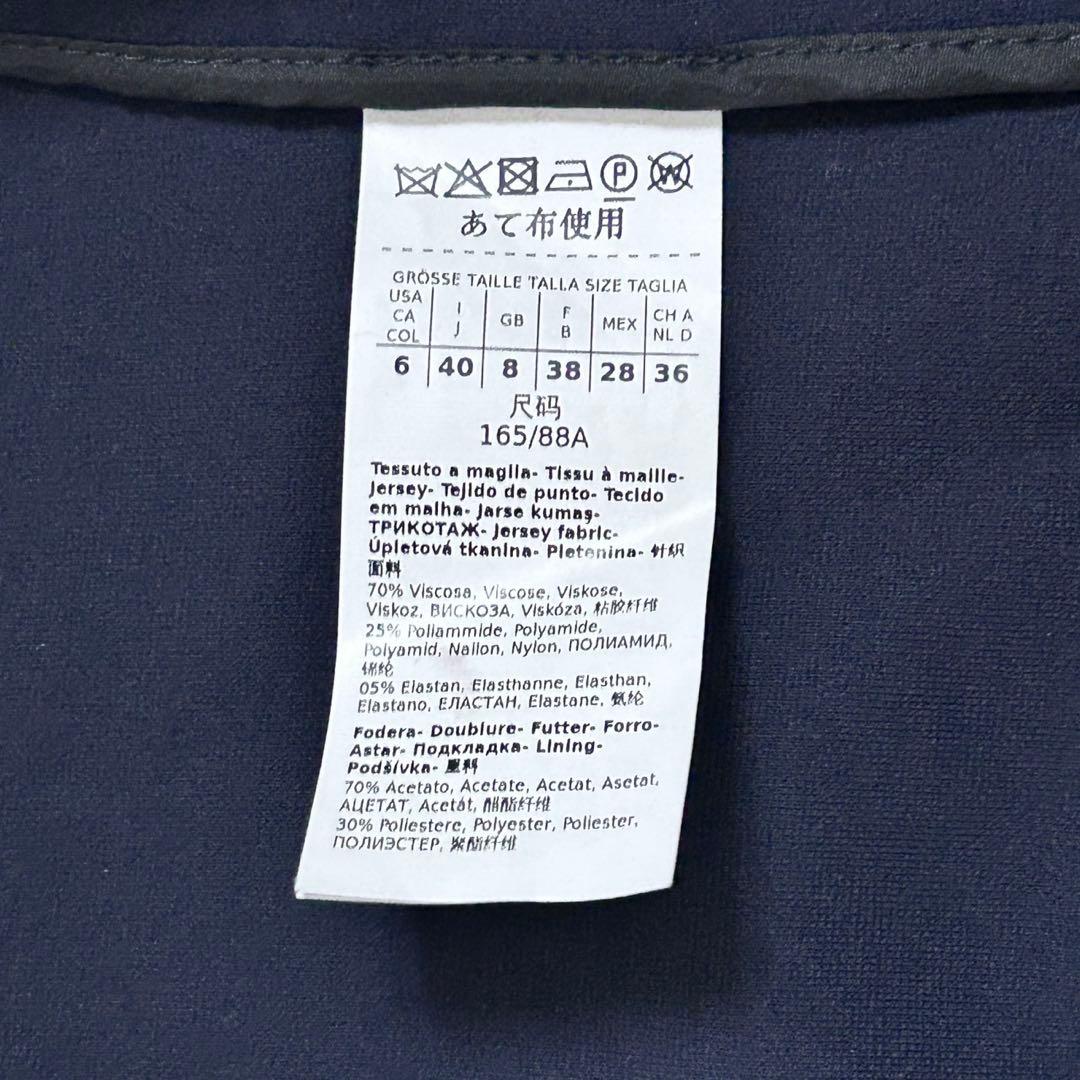 P W
あて布使用
GRÖSSE TAILLE TALLA SIZE TAGLIA
USA CA COL I J GB F B MEX CH A NL D
6 40 8 38 28 36
尺码
165/88A
Tessuto a maglia- Tissu à maille-
Jersey- Tejido de punto- Tecido
em malha- Jarse kumaş-
ТРИКОТАЖ- Jersey fabric-
Úpletová tkanina- Pletenina- 针织
面料
70% Viscosa, Viscose, Viskose,
Viskoz, ВИСКОЗА, Viskóza, 粘胶纤维
25% Poliammide, Polyamide,
Polyamid, Nailon, Nylon, ПОЛИАМИД,
锦纶
05% Elastan, Elasthanne, Elasthan,
Elastano, ЕЛАСТАН, Elastane, 氨纶
Fodera- Doublure- Futter- Forro-
Astar- Подкладка- Lining-
Podšívka- 里料
70% Acetato, Acetate, Acetat, Asetat,
АЦЕТАТ, Acetát, 醋酯纤维
30% Poliestere, Polyester, Poliester,
ПОЛИЭСТЕР, 聚酯纤维